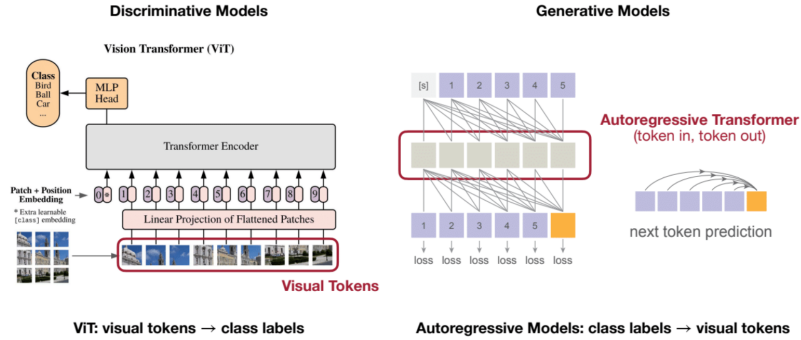 Discriminative Models
Vision Transformer (ViT)
Class
Bird
Ball
Car
...
MLP
Head
Transformer Encoder
Patch + Position
Embedding
* Extra learnable
[class] embedding
0 * 1 2 3 4 5 6 7 8 9
Linear Projection of Flattened Patches
Visual Tokens
ViT: visual tokens → class labels
Generative Models
[s] 1 2 3 4 5
Autoregressive Transformer
(token in, token out)
1 2 3 4 5
loss loss loss loss loss loss
next token prediction
Autoregressive Models: class labels → visual tokens